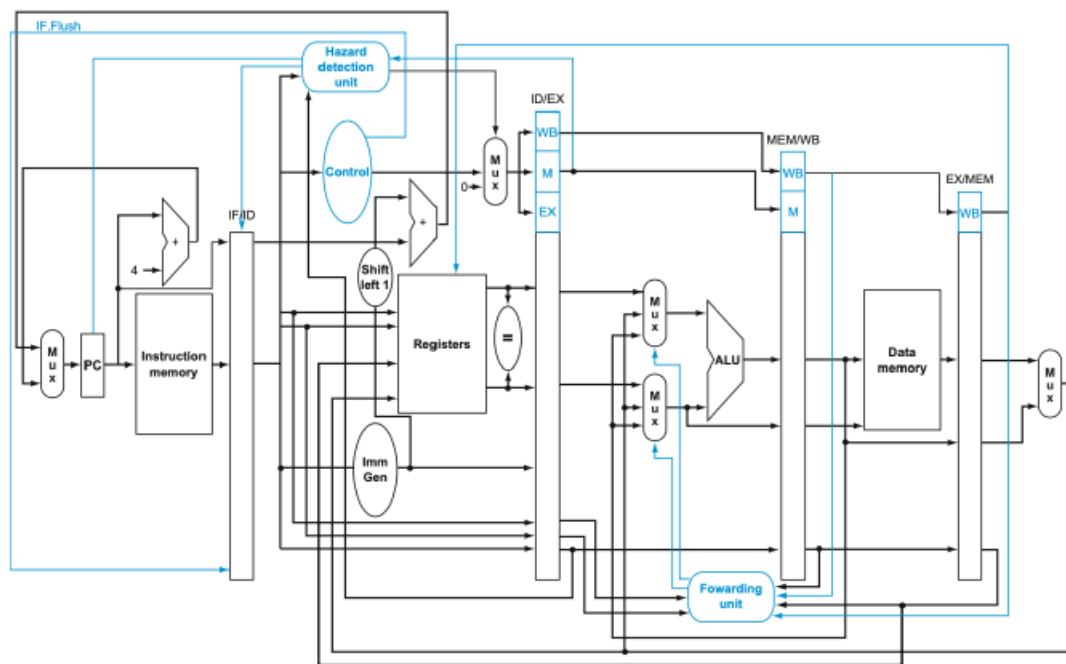 IF.Flush
Hazard
detection
unit
ID/EX
WB
MEM/WB
Control
M
u
x
M
WB
EX/MEM
0
IF/ID
EX
M
WB
+
+
4
Shift
left 1
M
u
x
=
M
u
x
PC
Instruction
memory
Registers
ALU
Data
memory
M
u
x
M
u
x
Imm
Gen
Fowarding
unit